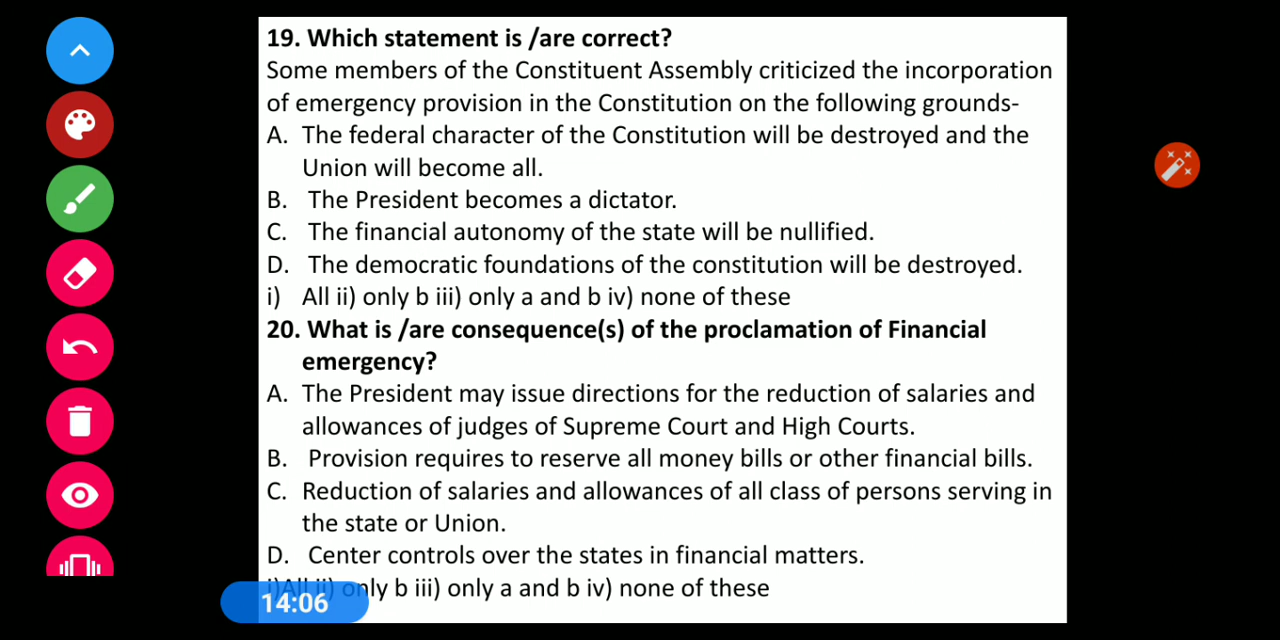 19. Which statement is /are correct?
Some members of the Constituent Assembly criticized the incorporation
of emergency provision in the Constitution on the following grounds-
A. The federal character of the Constitution will be destroyed and the
Union will become all.
B. The President becomes a dictator.
C. The financial autonomy of the state will be nullified.
D. The democratic foundations of the constitution will be destroyed.
i) All ii) only b iii) only a and b iv) none of these
20. What is /are consequence(s) of the proclamation of Financial
emergency?
A. The President may issue directions for the reduction of salaries and
allowances of judges of Supreme Court and High Courts.
B. Provision requires to reserve all money bills or other financial bills.
C. Reduction of salaries and allowances of all class of persons serving in
the state or Union.
D. Center controls over the states in financial matters.
i)All ii) only b iii) only a and b iv) none of these
14:06